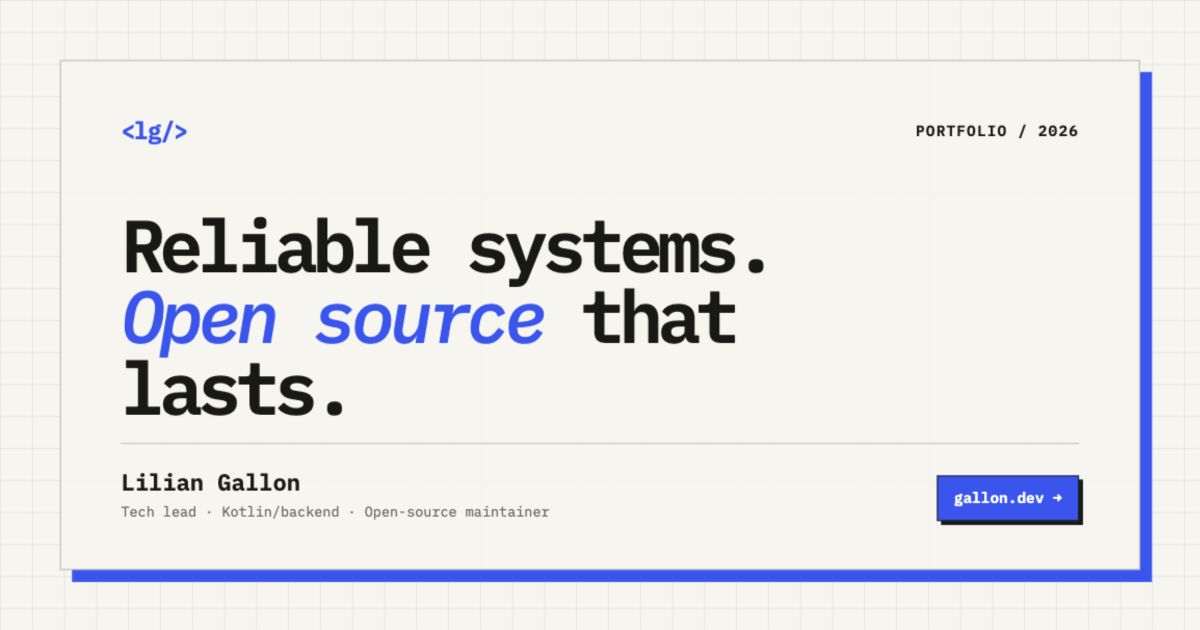 <lg/>
PORTFOLIO / 2026
Reliable systems.
Open source that
lasts.
Lilian Gallon
Tech lead · Kotlin/backend · Open-source maintainer
gallon.dev →